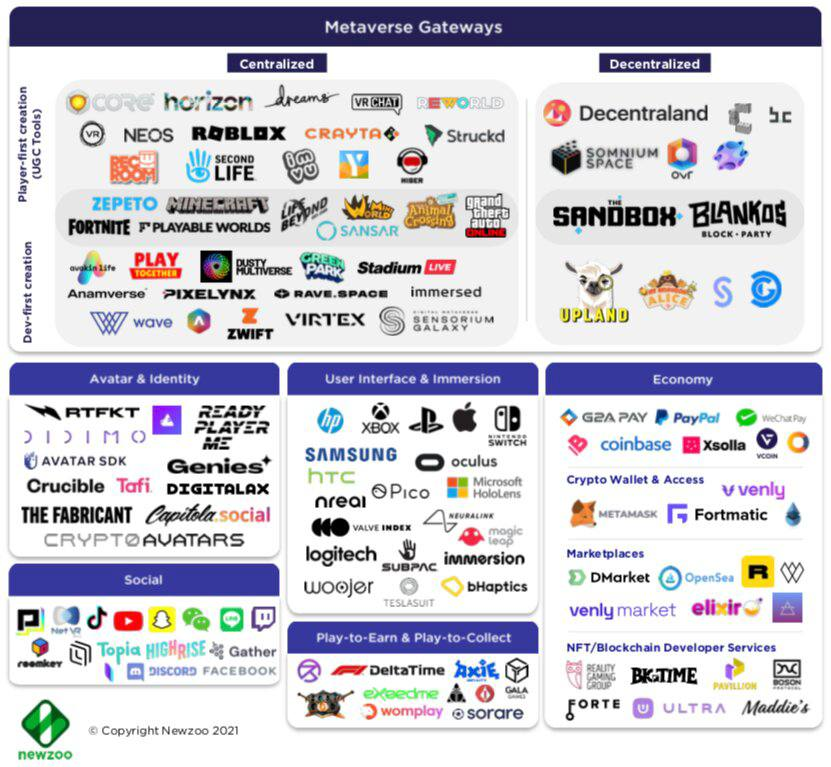 Metaverse Gateways
Centralized
Decentralized
Player-first creation
(UGC Tools)
CORE horizon dreams VRCHAT REWORLD
VR NEOS ROBLOX CRAYTA Struckd
REC ROOM SECOND LIFE imvu HIBER
ZEPETO MINECRAFT LIFE BEYOND MINI WORLD Animal Crossing grand theft auto ONLINE
FORTNITE PLAYABLE WORLDS SANSAR
Decentraland
SOMNIUM SPACE ovr
THE SANDBOX BLANKOS BLOCK PARTY
Dev-first creation
avakin life PLAY TOGETHER DUSTY MULTIVERSE GREEN PARK Stadium LIVE
Anamverse PIXELYNX RAVE.SPACE immersed
wave ZWIFT VIRTEX DIGITAL METAVERSE SENSORIUM GALAXY
UPLAND ALICE
Avatar & Identity
RTFKT READY PLAYER ME
DIDIMO
AVATAR SDK Genies
Crucible Tafi. DIGITALAX
THE FABRICANT Capitola.social
CRYPTOAVATARS
Social
Net VR
roomkey Topia HIGHRISE Gather
DISCORD FACEBOOK
User Interface & Immersion
hp XBOX NINTENDO SWITCH
SAMSUNG oculus
hTC
nreal Pico Microsoft HoloLens
VALVE INDEX NEURALINK magic leap
logitech SUBPAC immersion
woojer TESLASUIT bHaptics
Play-to-Earn & Play-to-Collect
F1 DeltaTime AXIE INFINITY
GALA GAMES
womplay sorare
Economy
G2A PAY PayPal WeChat Pay
coinbase Xsolla VCOIN
Crypto Wallet & Access
venly
METAMASK Fortmatic
Marketplaces
DMarket OpenSea R
venly market elixir
NFT/Blockchain Developer Services
REALITY GAMING GROUP BIG TIME PAVILLION BOSON PROTOCOL
FORTE ULTRA Maddie's
newzoo
© Copyright Newzoo 2021